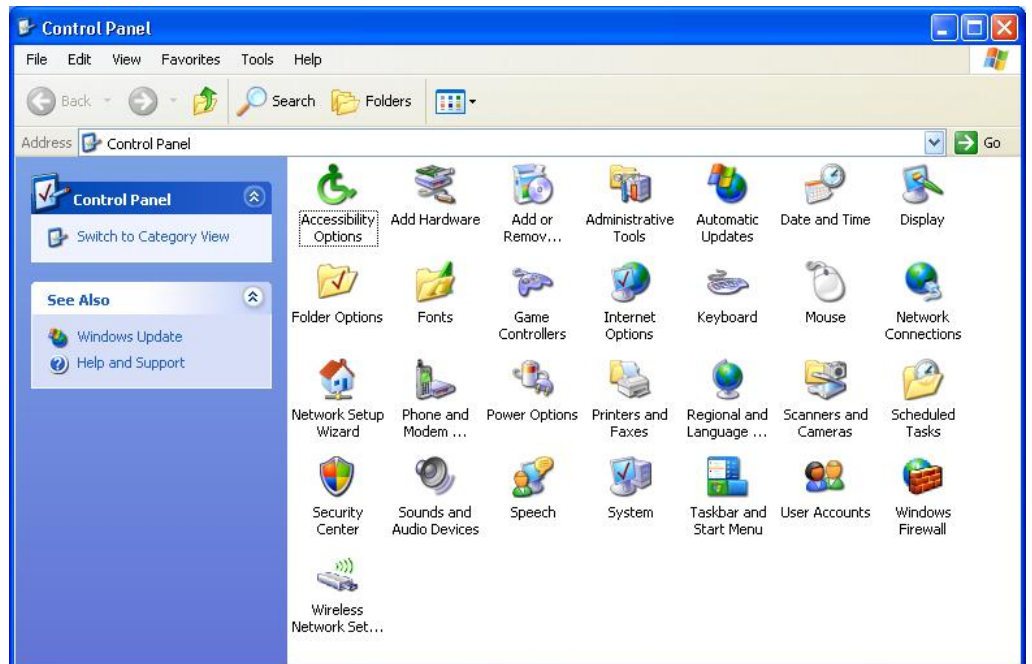 Control Panel
File Edit View Favorites Tools Help
Back Search Folders
Address Control Panel Go
Control Panel
Switch to Category View
See Also
Windows Update
Help and Support
Accessibility Options
Add Hardware
Add or Remov...
Administrative Tools
Automatic Updates
Date and Time
Display
Folder Options
Fonts
Game Controllers
Internet Options
Keyboard
Mouse
Network Connections
Network Setup Wizard
Phone and Modem ...
Power Options
Printers and Faxes
Regional and Language ...
Scanners and Cameras
Scheduled Tasks
Security Center
Sounds and Audio Devices
Speech
System
Taskbar and Start Menu
User Accounts
Windows Firewall
Wireless Network Set...